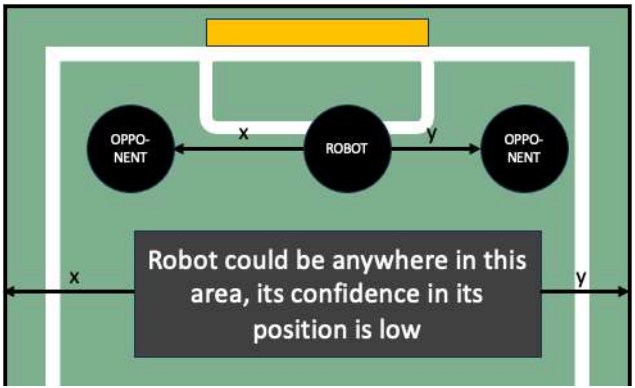 OPPO-
NENT
x
ROBOT
y
OPPO-
NENT
x
Robot could be anywhere in this
area, its confidence in its
position is low
y